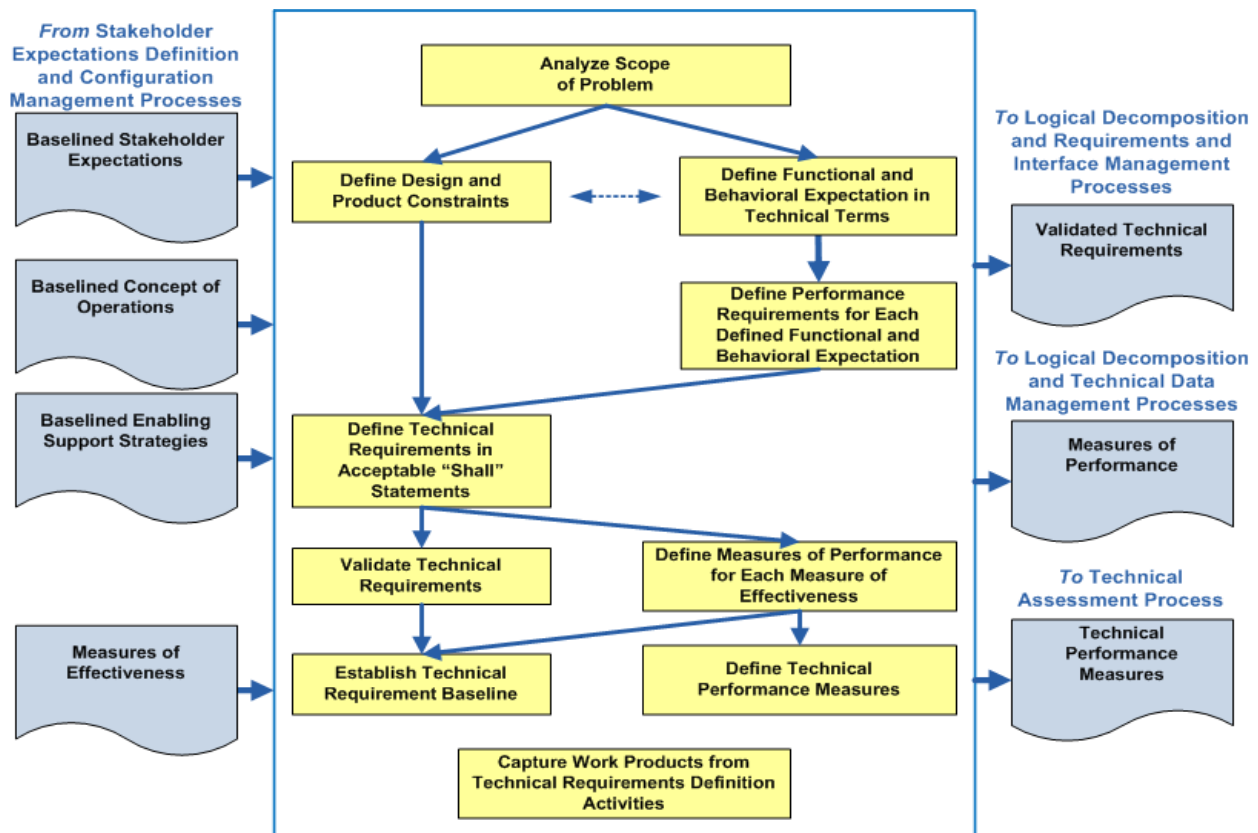 From Stakeholder
Expectations Definition
and Configuration
Management Processes
Baselined Stakeholder
Expectations
Baselined Concept of
Operations
Baselined Enabling
Support Strategies
Measures of
Effectiveness
Analyze Scope
of Problem
Define Design and
Product Constraints
Define Functional and
Behavioral Expectation in
Technical Terms
Define Performance
Requirements for Each
Defined Functional and
Behavioral Expectation
Define Technical
Requirements in
Acceptable “Shall”
Statements
Validate Technical
Requirements
Define Measures of Performance
for Each Measure of
Effectiveness
Establish Technical
Requirement Baseline
Define Technical
Performance Measures
Capture Work Products from
Technical Requirements Definition
Activities
To Logical Decomposition
and Requirements and
Interface Management
Processes
Validated Technical
Requirements
To Logical Decomposition
and Technical Data
Management Processes
Measures of
Performance
To Technical
Assessment Process
Technical
Performance
Measures